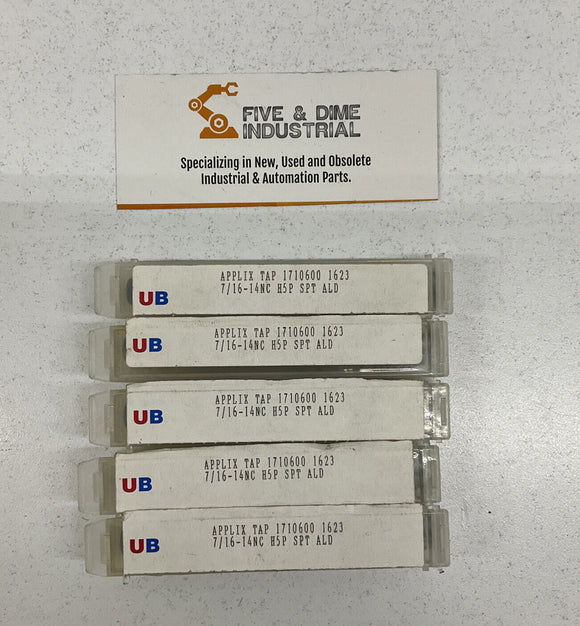 FIVE & DIME
INDUSTRIAL
Specializing in New, Used and Obsolete
Industrial & Automation Parts.
UB
APPLIX TAP 1710600 1623
7/16-14NC H5P SPT ALD
UB
APPLIX TAP 1710600 1623
7/16-14NC H5P SPT ALD
UB
APPLIX TAP 1710600 1623
7/16-14NC H5P SPT ALD
UB
APPLIX TAP 1710600 1623
7/16-14NC H5P SPT ALD
UB
APPLIX TAP 1710600 1623
7/16-14NC H5P SPT ALD